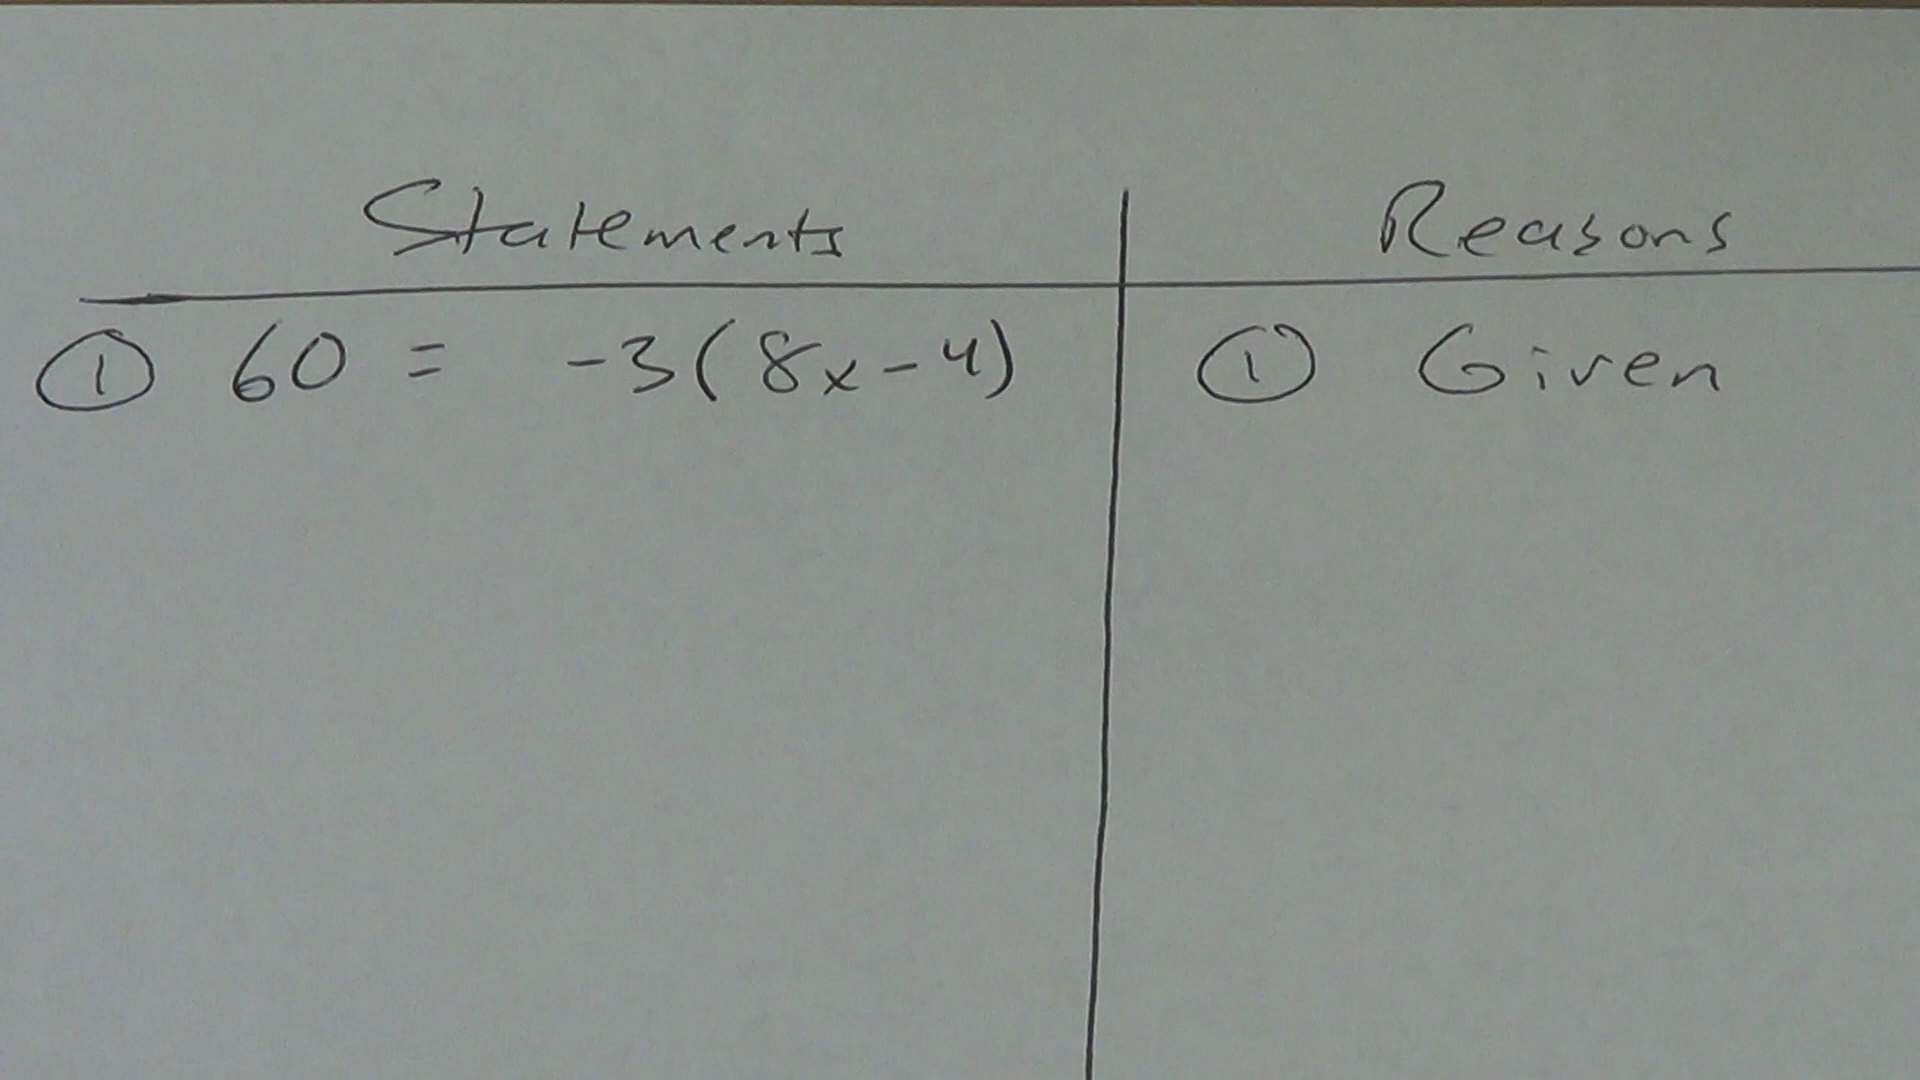 Statements Reasons
① 60 = -3(8x-4) ① Given